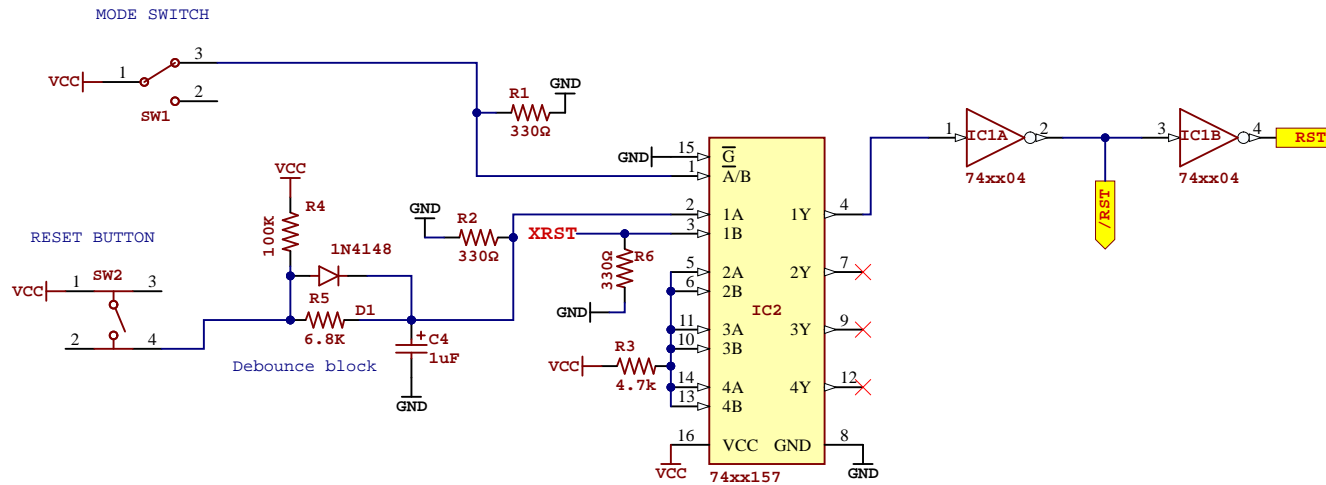 MODE SWITCH
VCC
1
3
2
SW1
R1
330Ω
GND
GND
15
G
1
A/B
VCC
R4
100K
RESET BUTTON
SW2
VCC
1
3
2
4
1N4148
R5
D1
6.8K
C4
+
1uF
GND
Debounce block
GND
R2
330Ω
XRST
R6
330Ω
GND
VCC
R3
4.7k
2
1A
3
1B
5
2A
6
2B
11
3A
10
3B
14
4A
13
4B
16
VCC
VCC
IC2
74xx157
1Y
4
2Y
7
3Y
9
4Y
12
GND
8
GND
1
IC1A
2
74xx04
/RST
3
IC1B
4
74xx04
RST